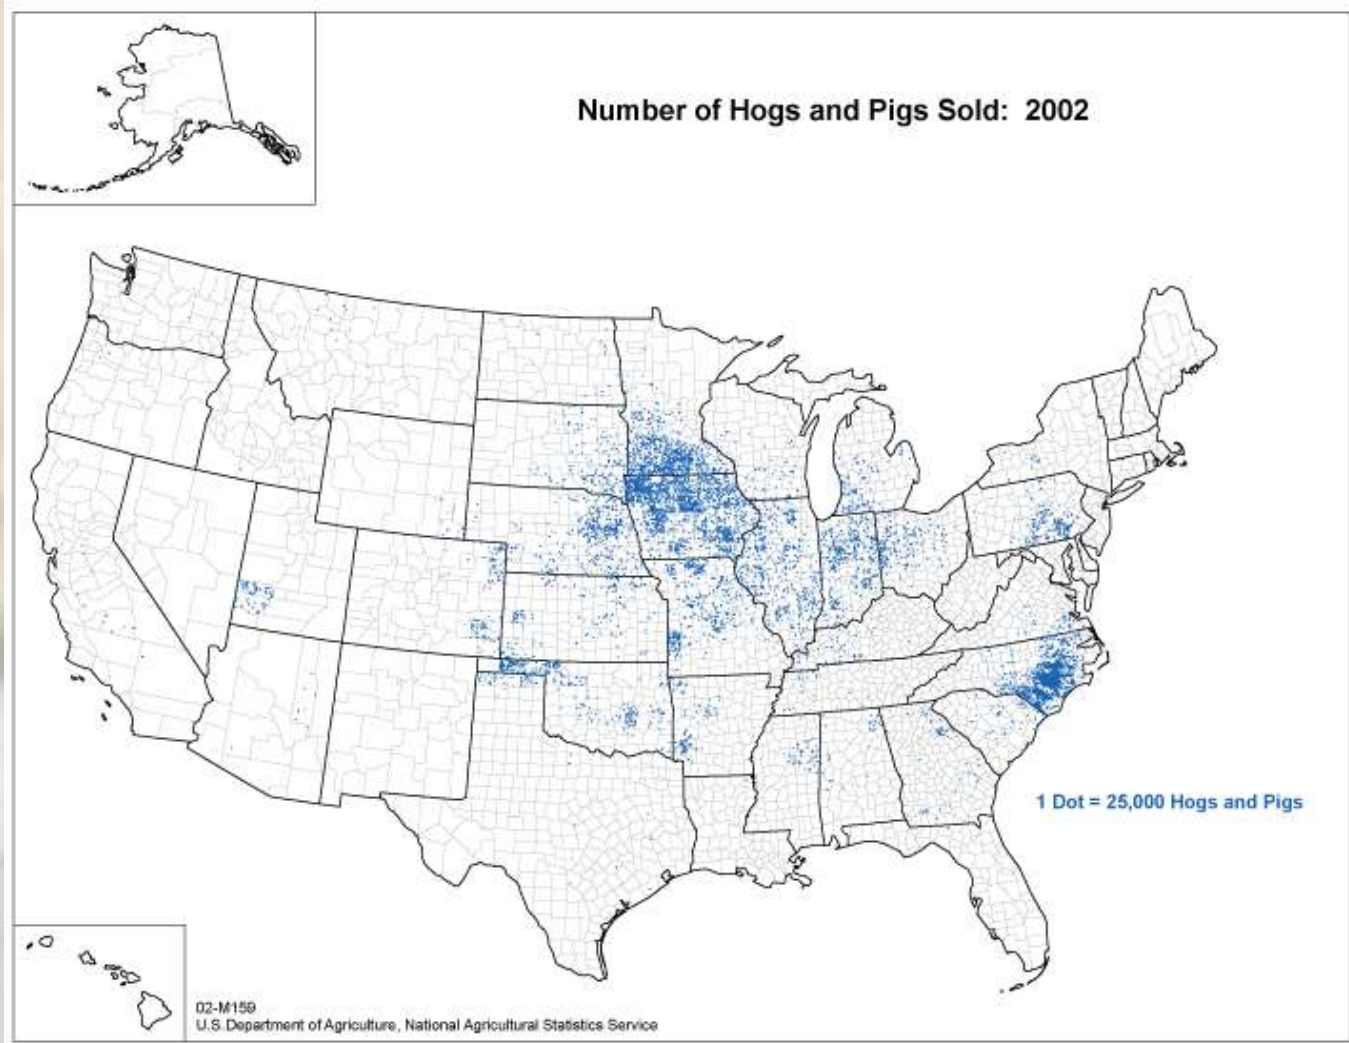 Number of Hogs and Pigs Sold: 2002
1 Dot = 25,000 Hogs and Pigs
02-M159
U.S. Department of Agriculture, National Agricultural Statistics Service